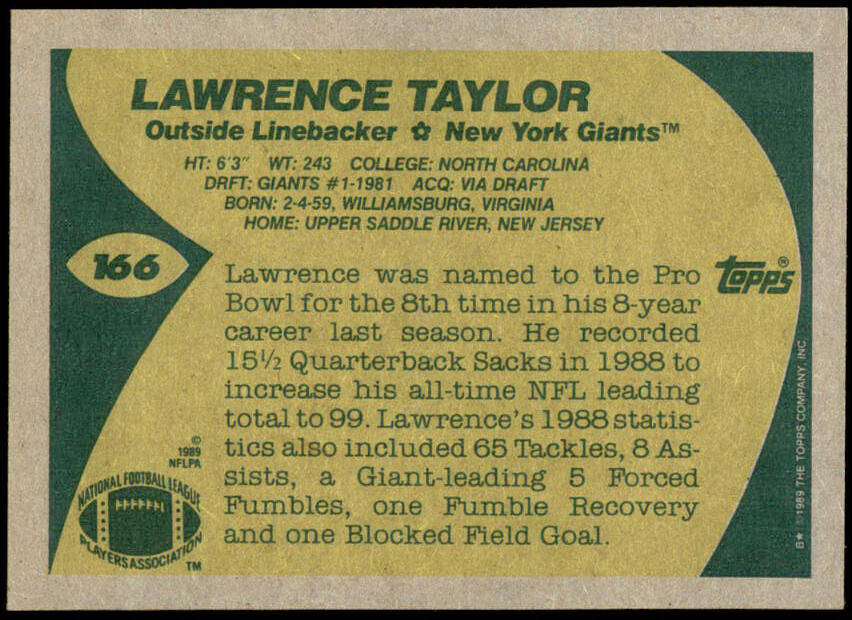 LAWRENCE TAYLOR
Outside Linebacker ✿ New York Giants™
HT: 6'3" WT: 243 COLLEGE: NORTH CAROLINA
DRFT: GIANTS #1-1981 ACQ: VIA DRAFT
BORN: 2-4-59, WILLIAMSBURG, VIRGINIA
HOME: UPPER SADDLE RIVER, NEW JERSEY
166
topps®
Lawrence was named to the Pro
Bowl for the 8th time in his 8-year
career last season. He recorded
15½ Quarterback Sacks in 1988 to
increase his all-time NFL leading
total to 99. Lawrence's 1988 statis-
tics also included 65 Tackles, 8 As-
sists, a Giant-leading 5 Forced
Fumbles, one Fumble Recovery
and one Blocked Field Goal.
©
1989
NFLPA
NATIONAL FOOTBALL LEAGUE
PLAYERS ASSOCIATION
TM
B* ©1989 THE TOPPS COMPANY, INC.